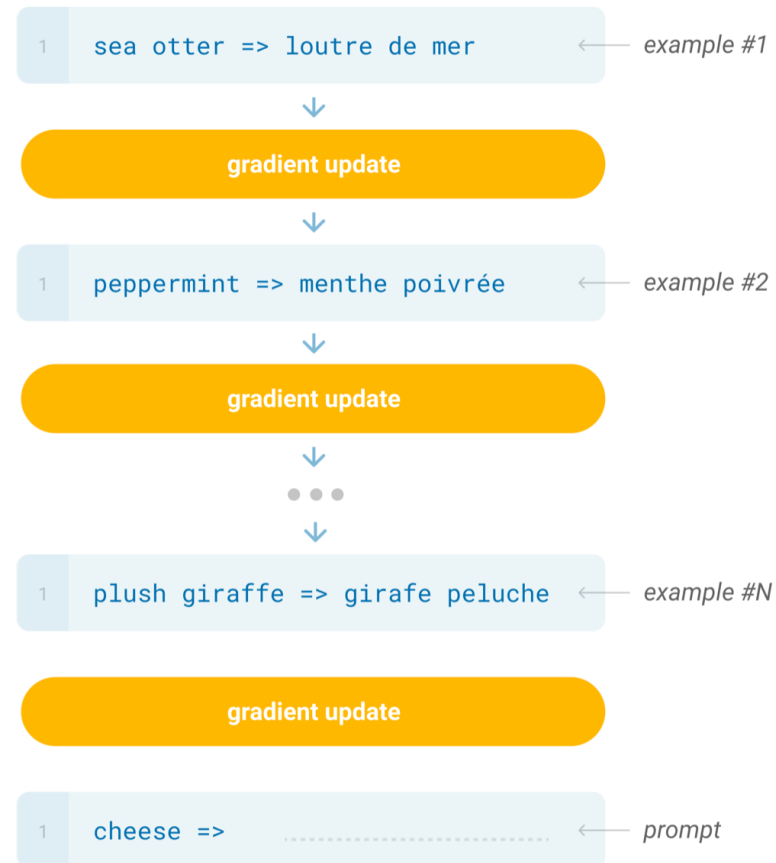 1 sea otter => loutre de mer example #1
gradient update
1 peppermint => menthe poivrée example #2
gradient update
1 plush giraffe => girafe peluche example #N
gradient update
1 cheese => prompt